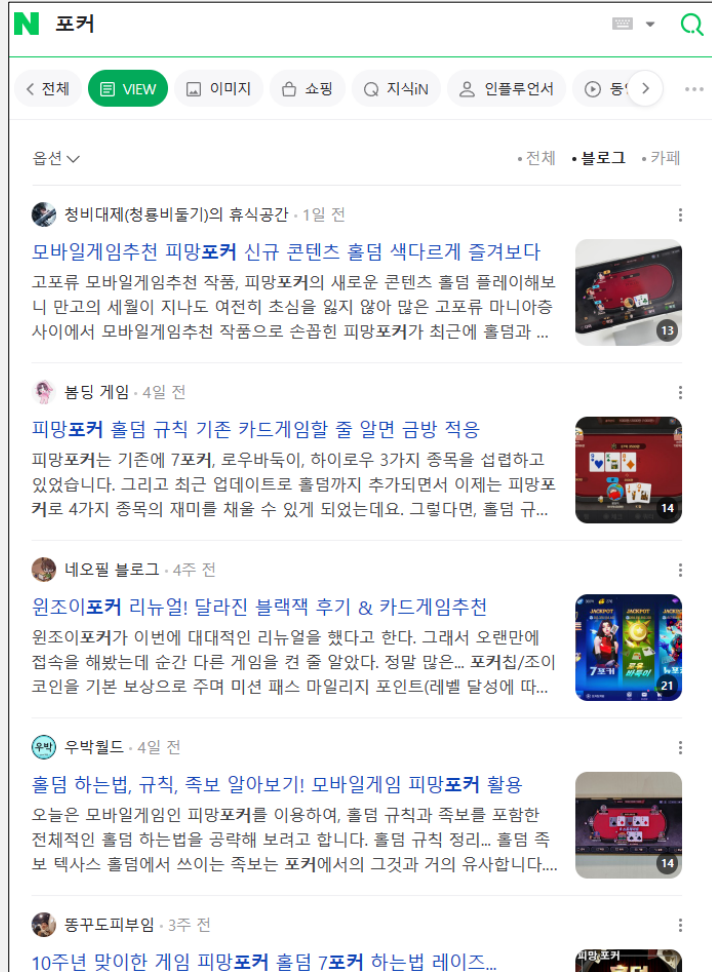 N 포커
전체 VIEW 이미지 쇼핑 지식iN 인플루언서
옵션 전체 블로그 카페
청비대제(청룡비둘기)의 휴식공간 · 1일 전
모바일게임추천 피망포커 신규 콘텐츠 홀덤 색다르게 즐겨보다
고포류 모바일게임추천 작품, 피망포커의 새로운 콘텐츠 홀덤 플레이해보
니 만고의 세월이 지나도 여전히 초심을 잃지 않아 많은 고포류 마니아층
사이에서 모바일게임추천 작품으로 손꼽힌 피망포커가 최근에 홀덤과 ...
13
봄딩 게임 · 4일 전
피망포커 홀덤 규칙 기존 카드게임할 줄 알면 금방 적응
피망포커는 기존에 7포커, 로우바둑이, 하이로우 3가지 종목을 섭렵하고
있었습니다. 그리고 최근 업데이트로 홀덤까지 추가되면서 이제는 피망포
커로 4가지 종목의 재미를 채울 수 있게 되었는데요. 그렇다면, 홀덤 규...
14
네오필 블로그 · 4주 전
윈조이포커 리뉴얼! 달라진 블랙잭 후기 & 카드게임추천
윈조이포커가 이번에 대대적인 리뉴얼을 했다고 한다. 그래서 오랜만에
접속을 해봤는데 순간 다른 게임을 켠 줄 알았다. 정말 많은... 포커칩/조이
코인을 기본 보상으로 주며 미션 패스 마일리지 포인트(레벨 달성에 따...
JACKPOT JACKPOT
7포커
21
우박
우박월드 · 4일 전
홀덤 하는법, 규칙, 족보 알아보기! 모바일게임 피망포커 활용
오늘은 모바일게임인 피망포커를 이용하여, 홀덤 규칙과 족보를 포함한
전체적인 홀덤 하는법을 공략해 보려고 합니다. 홀덤 규칙 정리... 홀덤 족
보 텍사스 홀덤에서 쓰이는 족보는 포커에서의 그것과 거의 유사합니다....
14
똥꾸도피부임 · 3주 전
10주년 맞이한 게임 피망포커 홀덤 7포커 하는법 레이즈...
피망 포커